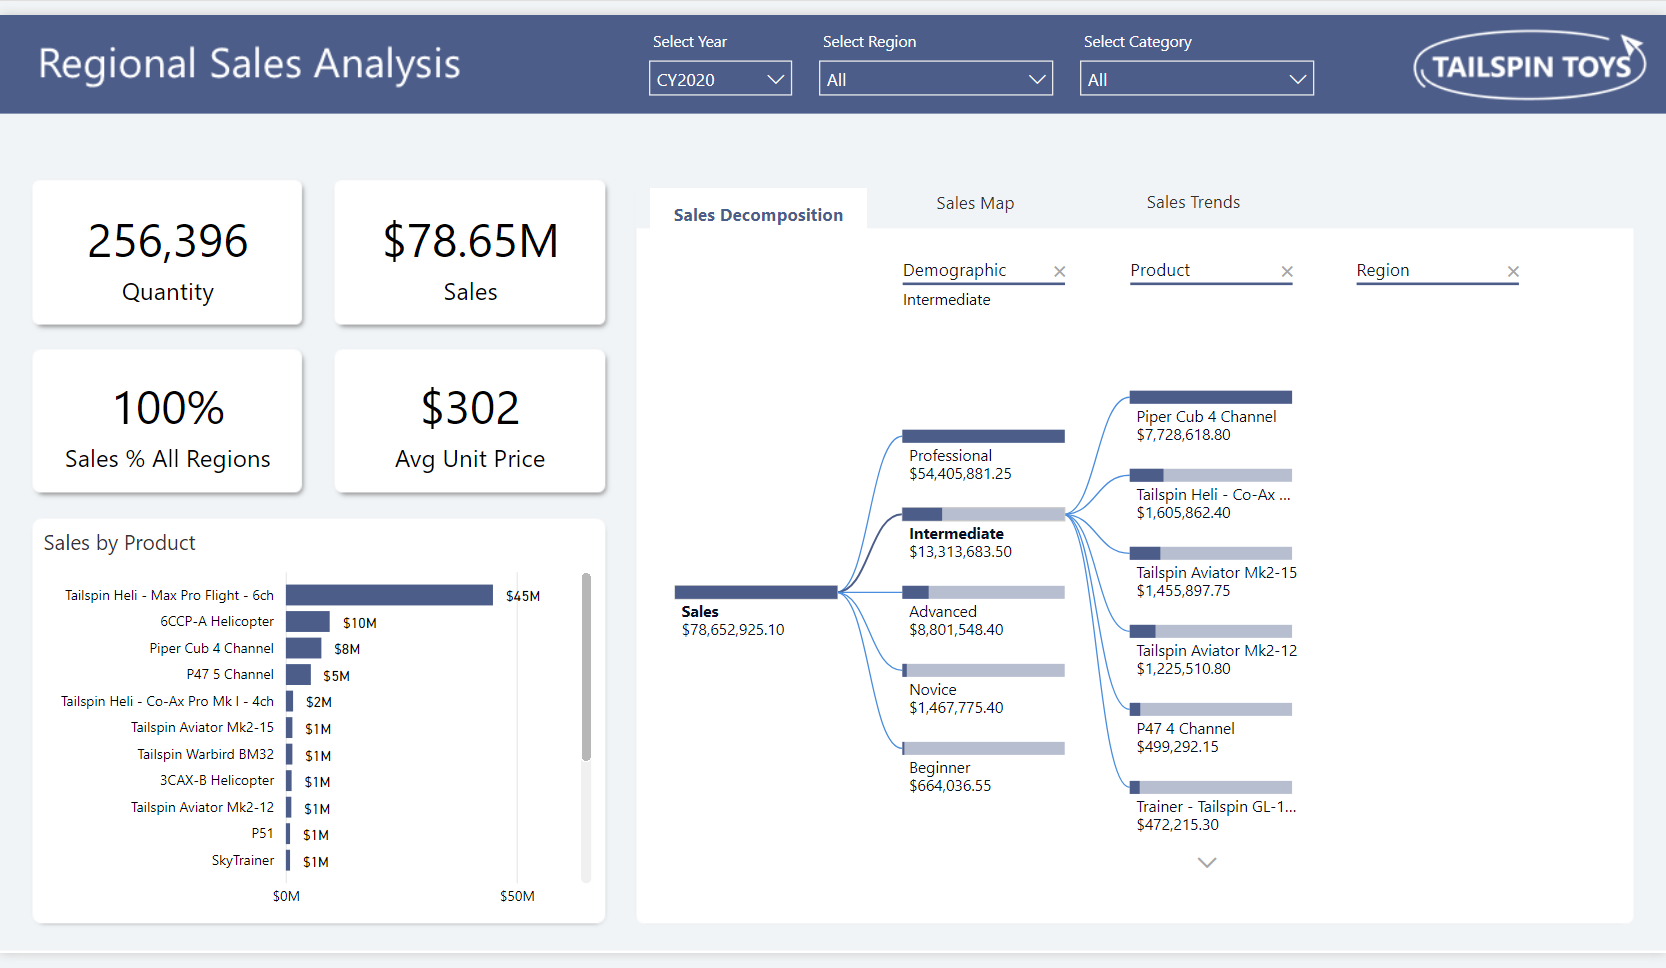 Regional Sales Analysis
Select Year
CY2020
Select Region
All
Select Category
All
TAILSPIN TOYS
256,396
Quantity
$78.65M
Sales
100%
Sales % All Regions
$302
Avg Unit Price
Sales by Product
Tailspin Heli - Max Pro Flight - 6ch $45M
6CCP-A Helicopter $10M
Piper Cub 4 Channel $8M
P47 5 Channel $5M
Tailspin Heli - Co-Ax Pro Mk I - 4ch $2M
Tailspin Aviator Mk2-15 $1M
Tailspin Warbird BM32 $1M
3CAX-B Helicopter $1M
Tailspin Aviator Mk2-12 $1M
P51 $1M
SkyTrainer $1M
$0M $50M
Sales Decomposition
Sales Map
Sales Trends
Demographic
Intermediate
Product
Region
Sales
$78,652,925.10
Professional
$54,405,881.25
Intermediate
$13,313,683.50
Advanced
$8,801,548.40
Novice
$1,467,775.40
Beginner
$664,036.55
Piper Cub 4 Channel
$7,728,618.80
Tailspin Heli - Co-Ax ...
$1,605,862.40
Tailspin Aviator Mk2-15
$1,455,897.75
Tailspin Aviator Mk2-12
$1,225,510.80
P47 4 Channel
$499,292.15
Trainer - Tailspin GL-1...
$472,215.30